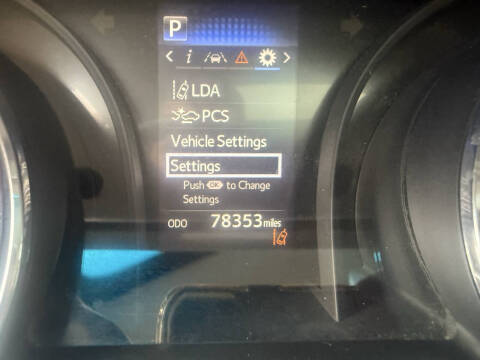 P
< i >
LDA
PCS
Vehicle Settings
Settings
Push OK to Change
Settings
ODO 78353 miles